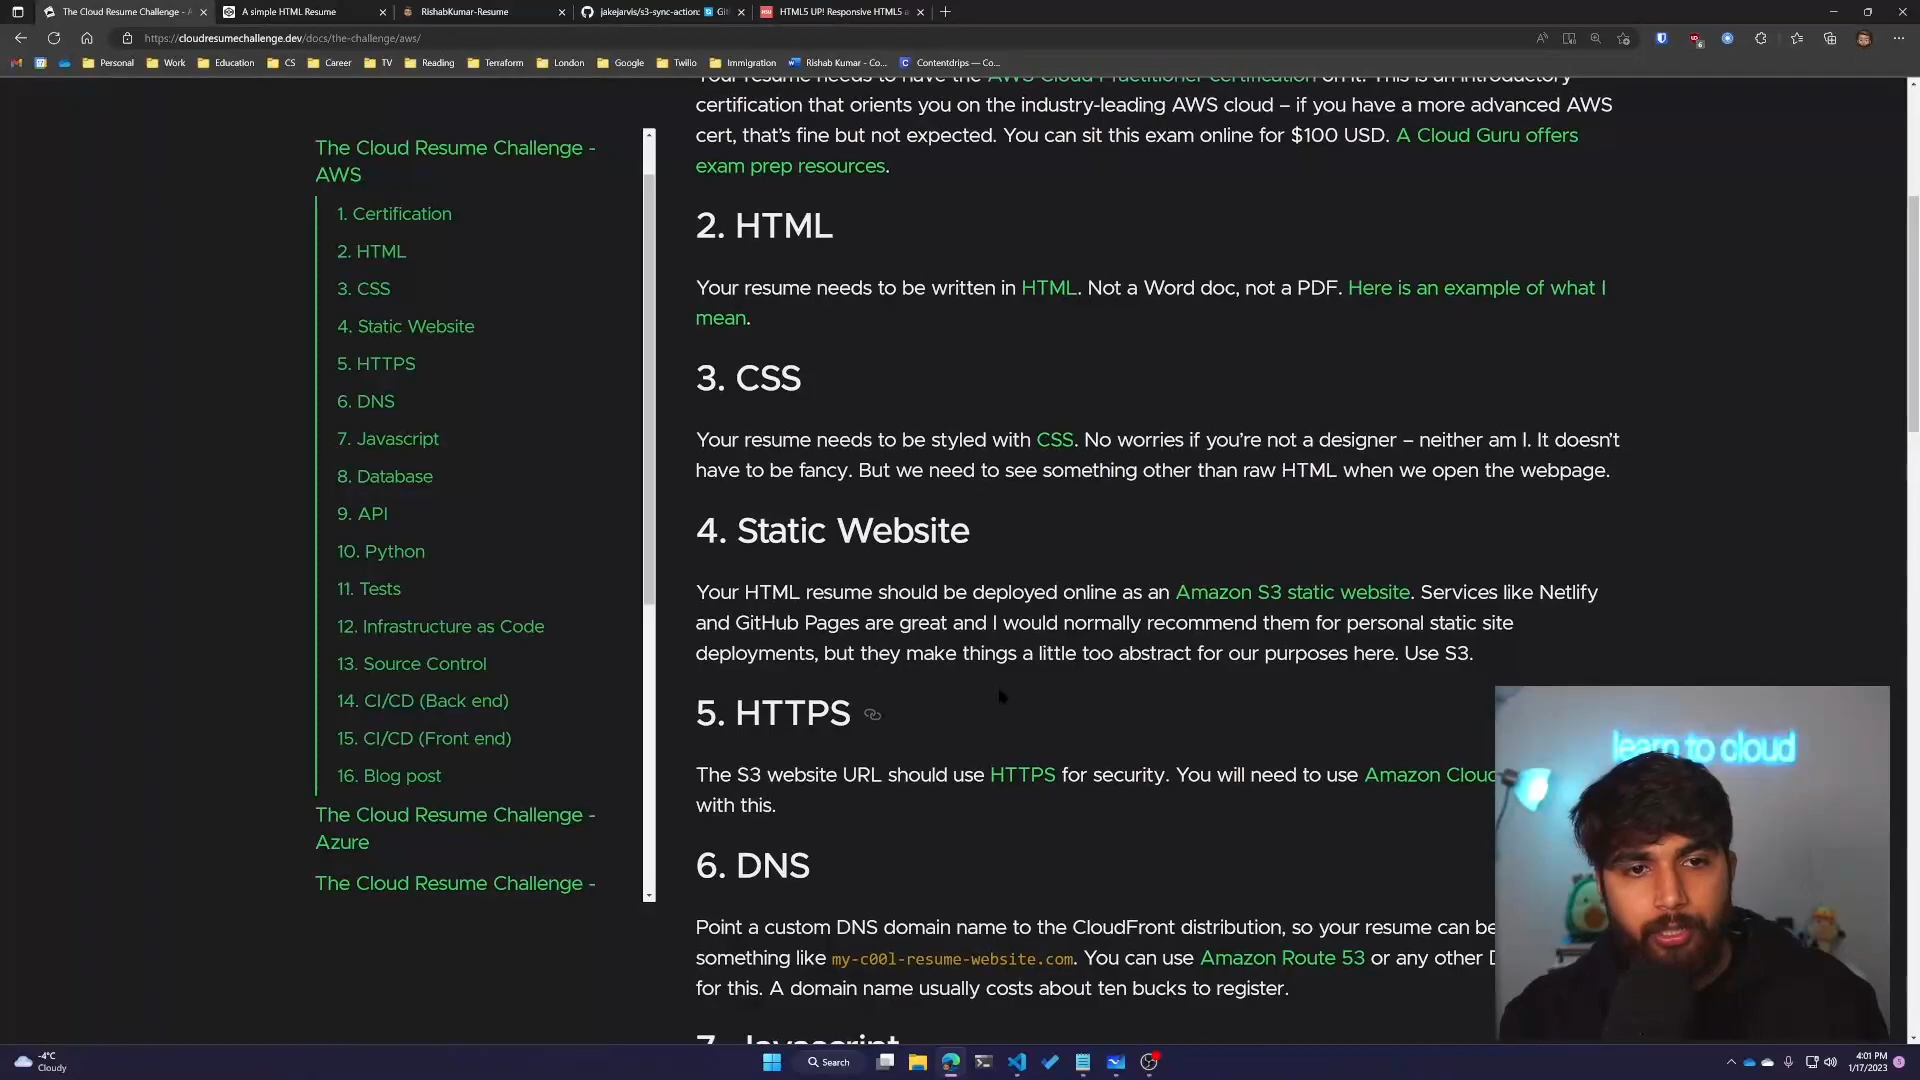 The Cloud Resume Challenge - A
A simple HTML Resume
RishabKumar-Resume
jakejarvis/s3-sync-action:
HTML5 UP! Responsive HTML5
https://cloudresumechallenge.dev/docs/the-challenge/aws/
Personal
Work
Education
CS
Career
TV
Reading
Terraform
London
Google
Twilio
Immigration
Rishab Kumar - Co...
Contentdrips — Co...
Your resume needs to have the AWS Cloud Practitioner Certification on it. This is an introductory
certification that orients you on the industry-leading AWS cloud – if you have a more advanced AWS
cert, that's fine but not expected. You can sit this exam online for $100 USD. A Cloud Guru offers
exam prep resources.
The Cloud Resume Challenge -
AWS
1. Certification
2. HTML
3. CSS
4. Static Website
5. HTTPS
6. DNS
7. Javascript
8. Database
9. API
10. Python
11. Tests
12. Infrastructure as Code
13. Source Control
14. CI/CD (Back end)
15. CI/CD (Front end)
16. Blog post
The Cloud Resume Challenge -
Azure
The Cloud Resume Challenge -
2. HTML
Your resume needs to be written in HTML. Not a Word doc, not a PDF. Here is an example of what I
mean.
3. CSS
Your resume needs to be styled with CSS. No worries if you're not a designer – neither am I. It doesn't
have to be fancy. But we need to see something other than raw HTML when we open the webpage.
4. Static Website
Your HTML resume should be deployed online as an Amazon S3 static website. Services like Netlify
and GitHub Pages are great and I would normally recommend them for personal static site
deployments, but they make things a little too abstract for our purposes here. Use S3.
5. HTTPS
The S3 website URL should use HTTPS for security. You will need to use Amazon Clou
with this.
6. DNS
Point a custom DNS domain name to the CloudFront distribution, so your resume can be
something like my-c00l-resume-website.com. You can use Amazon Route 53 or any other D
for this. A domain name usually costs about ten bucks to register.
7. Javascript
learn to cloud
-4°C
Cloudy
Search
4:01 PM
1/17/2023